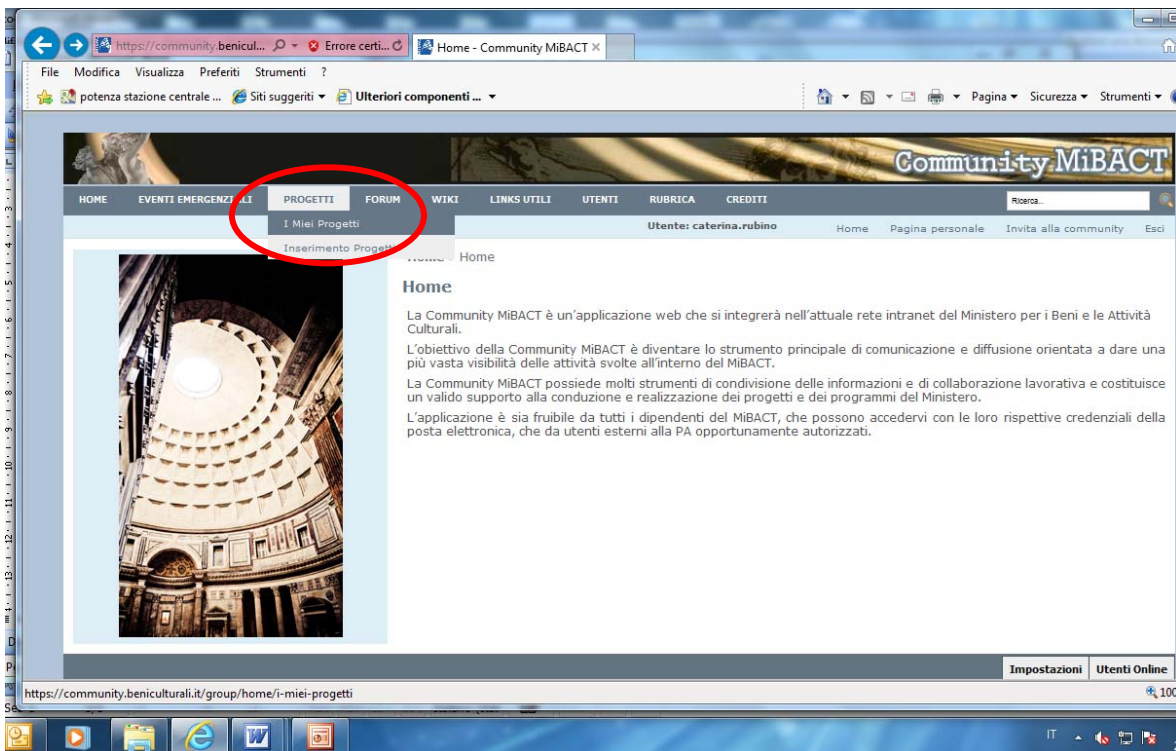 https://community.benicul...
Errore certi...
Home - Community MiBACT
File Modifica Visualizza Preferiti Strumenti ?
potenza stazione centrale ... Siti suggeriti Ulteriori componenti ... Pagina Sicurezza Strumenti
Community MiBACT
HOME EVENTI EMERGENZIALI PROGETTI FORUM WIKI LINKS UTILI UTENTI RUBRICA CREDITI Ricerca...
I Miei Progetti
Utente: caterina.rubino Home Pagina personale Invita alla community Esci
Inserimento Progetti
Home Home
Home
La Community MiBACT è un'applicazione web che si integrerà nell'attuale rete intranet del Ministero per i Beni e le Attività
Culturali.
L'obiettivo della Community MiBACT è diventare lo strumento principale di comunicazione e diffusione orientata a dare una
più vasta visibilità delle attività svolte all'interno del MiBACT.
La Community MiBACT possiede molti strumenti di condivisione delle informazioni e di collaborazione lavorativa e costituisce
un valido supporto alla conduzione e realizzazione dei progetti e dei programmi del Ministero.
L'applicazione è sia fruibile da tutti i dipendenti del MiBACT, che possono accedervi con le loro rispettive credenziali della
posta elettronica, che da utenti esterni alla PA opportunamente autorizzati.
Impostazioni Utenti Online
https://community.beniculturali.it/group/home/i-miei-progetti
100
IT